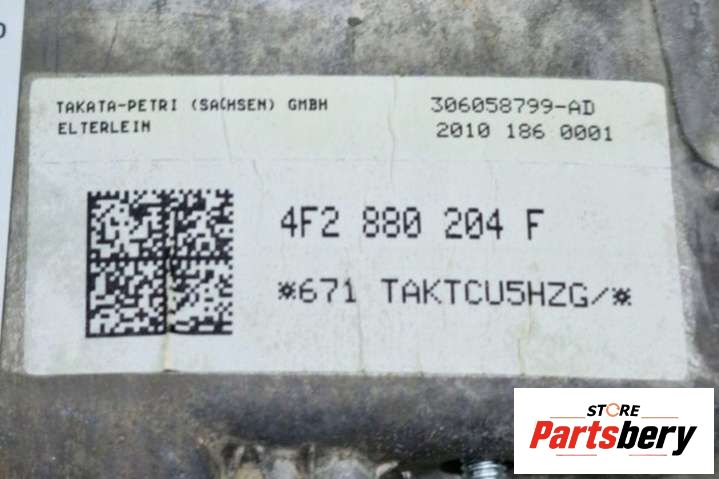 TAKATA-PETRI (SACHSEN) GMBH
ELTERLEIN
306058799-AD
2010 186 0001
4F2 880 204 F
*671 TAKTCU5HZG/*
STORE
Partsbery